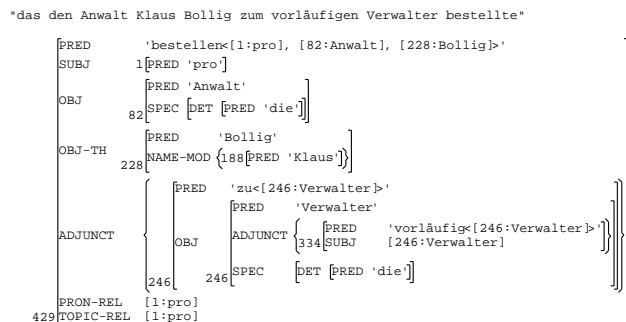 "das den Anwalt Klaus Bollig zum vorläufigen Verwalter bestellte"
PRED 'bestellen<[1:pro], [82:Anwalt], [228:Bollig]>'
SUBJ 1[PRED 'pro']
PRED 'Anwalt'
OBJ
82 SPEC [DET [PRED 'die']]
PRED 'Bollig'
OBJ-TH
228 NAME-MOD {188[PRED 'Klaus']}
PRED 'zu<[246:Verwalter]>'
PRED 'Verwalter'
PRED 'vorläufig<[246:Verwalter]>'
ADJUNCT OBJ ADJUNCT
334 SUBJ [246:Verwalter]
246 246 SPEC [DET [PRED 'die']]
PRON-REL [1:pro]
429 TOPIC-REL [1:pro]